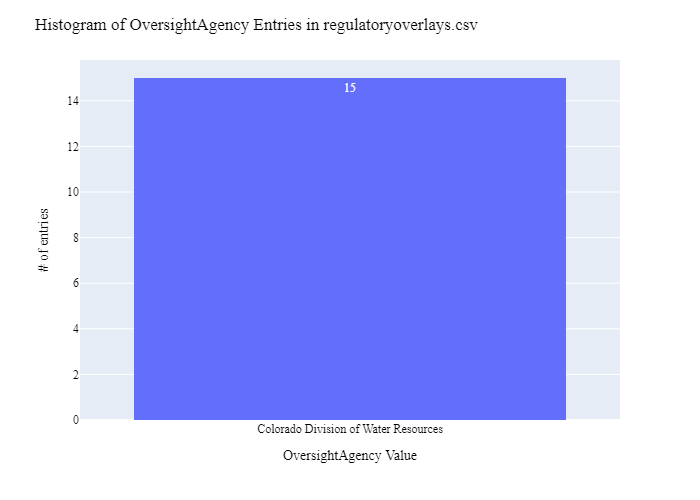 Histogram of OversightAgency Entries in regulatoryoverlays.csv
15
14
12
10
8
6
4
2
0
# of entries
Colorado Division of Water Resources
OversightAgency Value